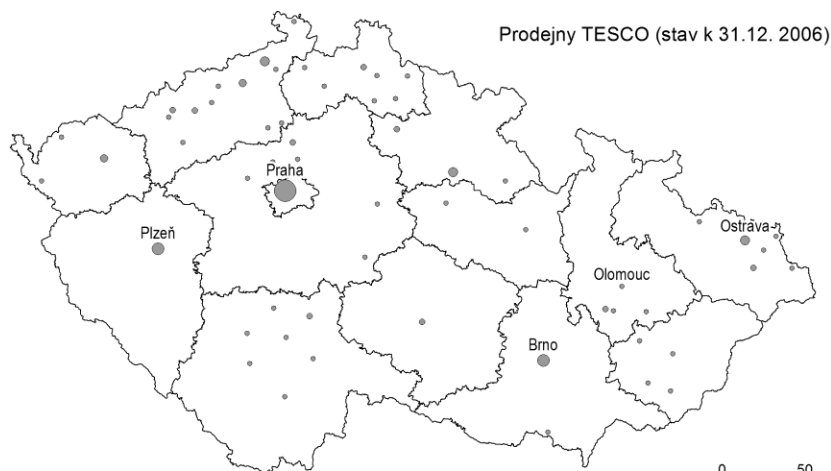 Prodejny TESCO (stav k 31.12. 2006)
Praha
Plzeň
Ostrava
Olomouc
Brno
0 50